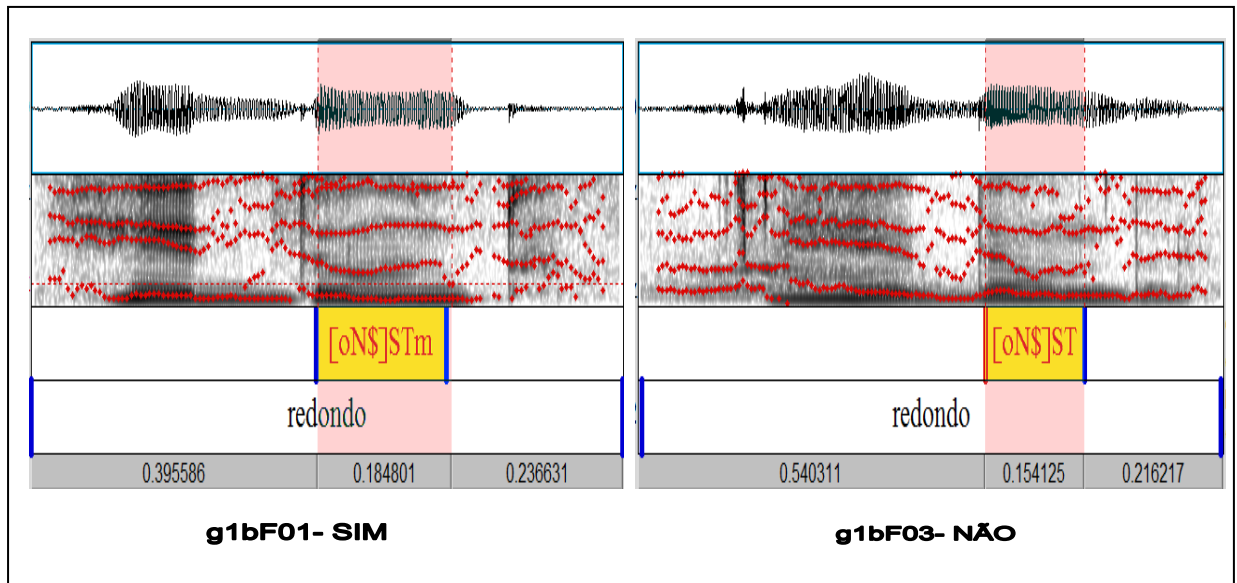 [oN$]STm
redondo
0.395586 0.184801 0.236631
g1bF01- SIM
[oN$]ST
redondo
0.540311 0.154125 0.216217
g1bF03- NÃO